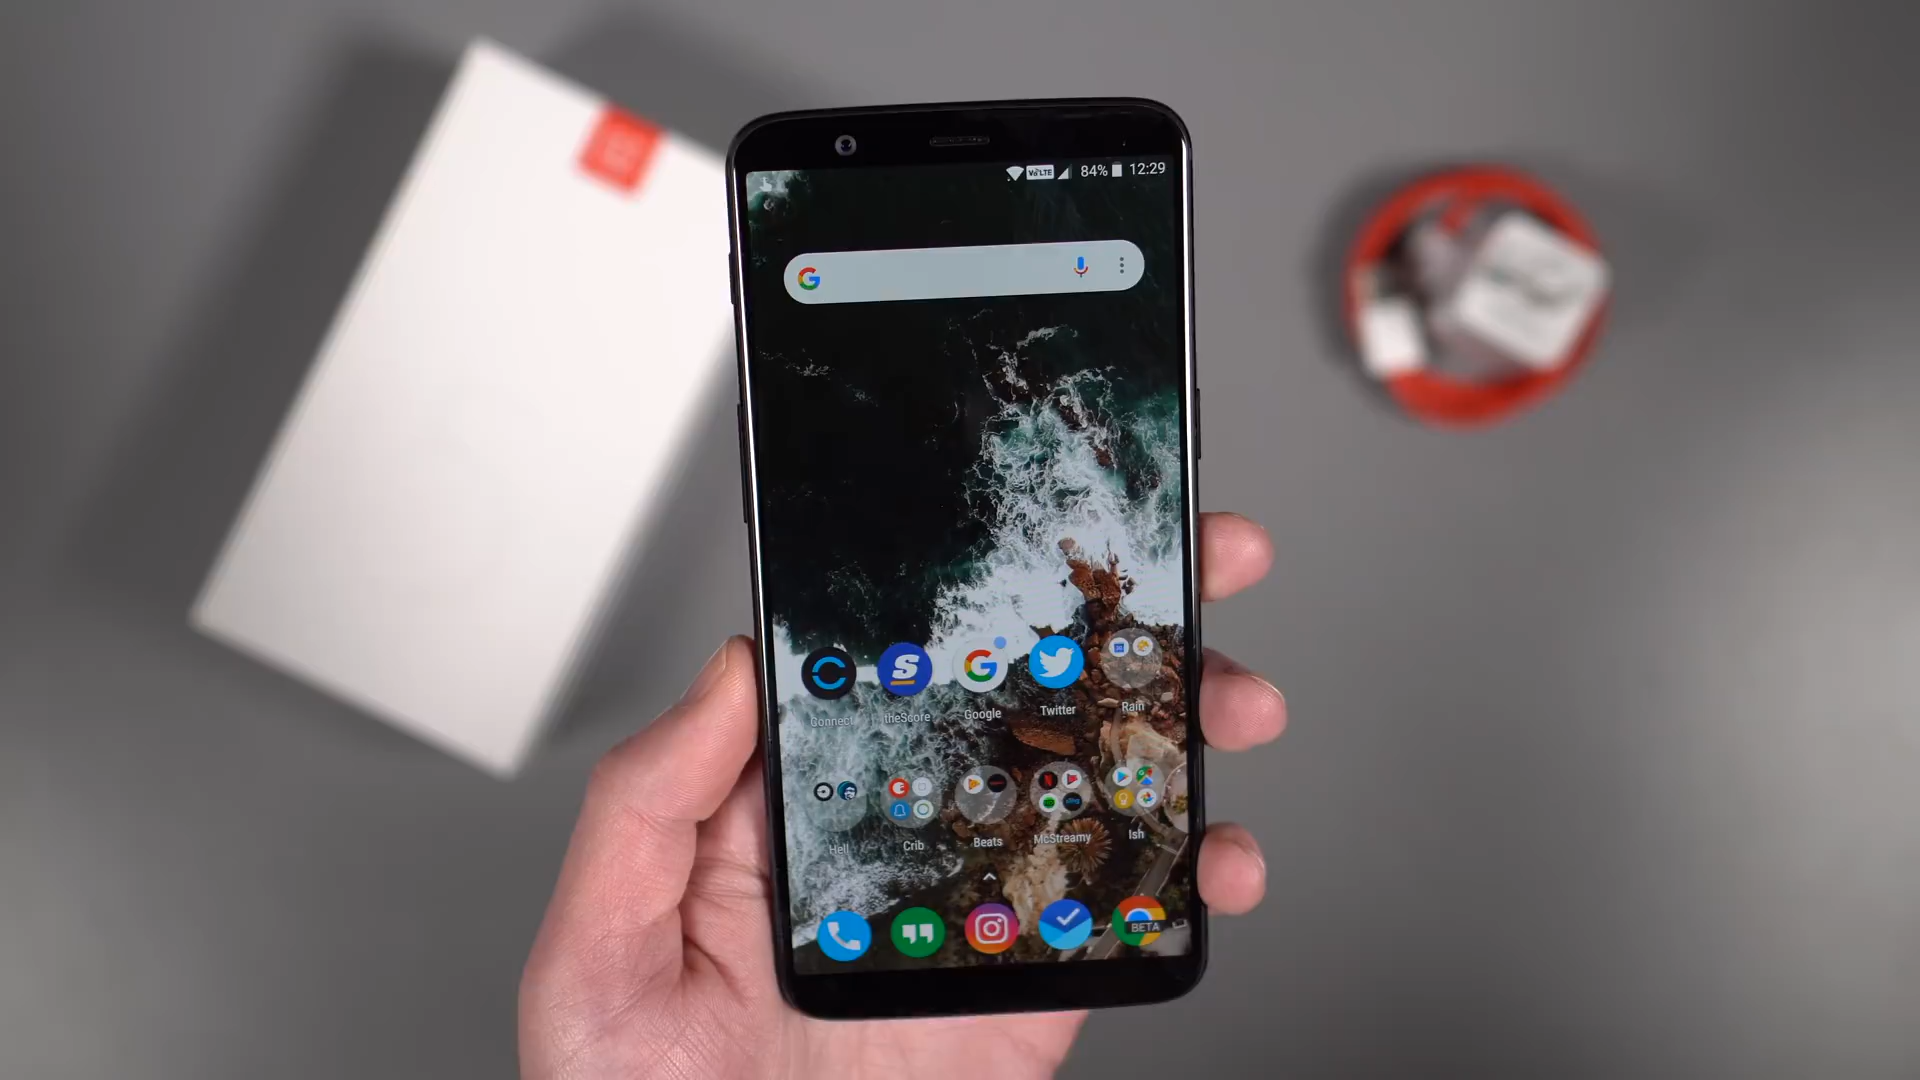 VoLTE 84% 12:29
Connect theScore Google Twitter Rain
Hell Crib Beats McStreamy Ish
BETA